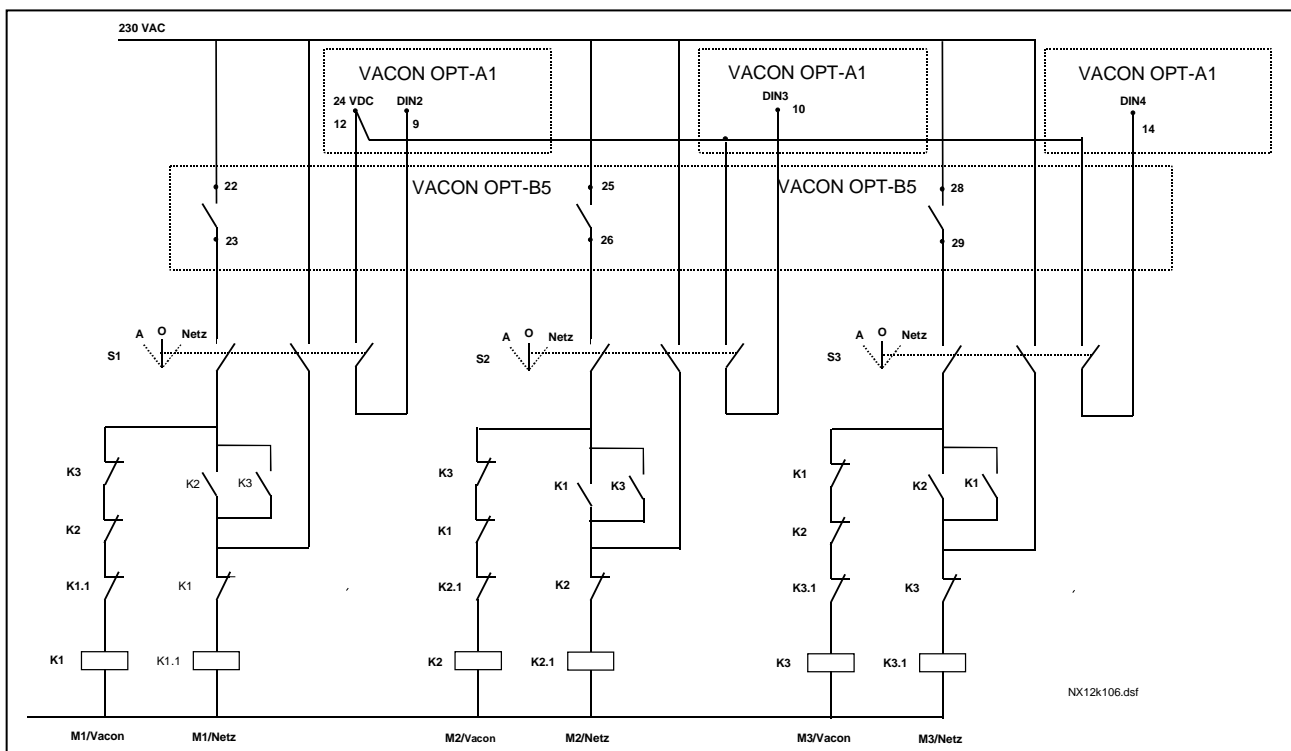 230 VAC
VACON OPT-A1
24 VDC DIN2
12 9
VACON OPT-A1
DIN3
10
VACON OPT-A1
DIN4
14
22
VACON OPT-B5
25
VACON OPT-B5
28
23
26
29
A O Netz
S1
A O Netz
S2
A O Netz
S3
K3 K2 K3
K3 K1 K3
K1 K2 K1
K2
K1
K2
K1.1 K1
K2.1 K2
K3.1 K3
K1 K1.1
K2 K2.1
K3 K3.1
NX12k106.dsf
M1/Vacon M1/Netz M2/Vacon M2/Netz M3/Vacon M3/Netz